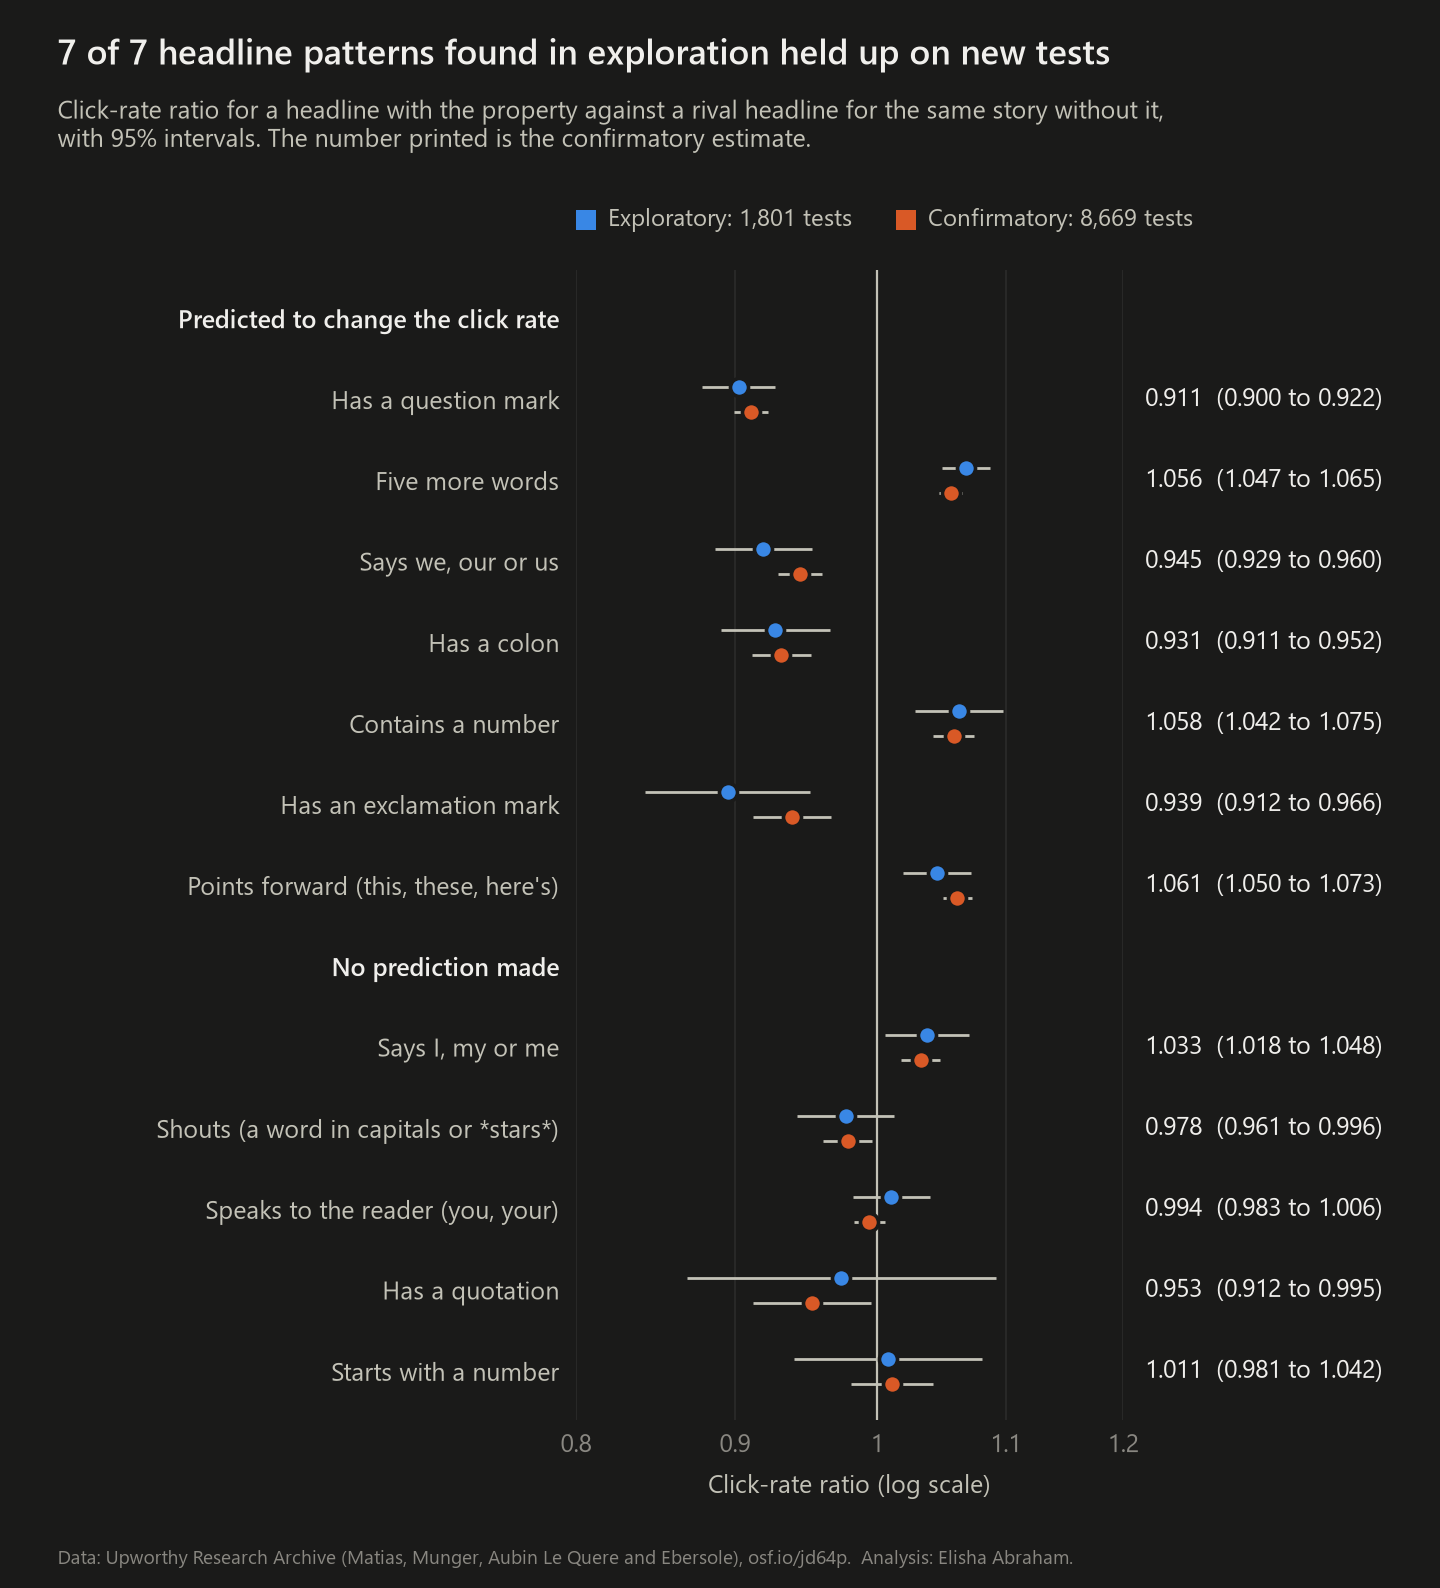 7 of 7 headline patterns found in exploration held up on new tests
Click-rate ratio for a headline with the property against a rival headline for the same story without it,
with 95% intervals. The number printed is the confirmatory estimate.
Exploratory: 1,801 tests
Confirmatory: 8,669 tests
Predicted to change the click rate
Has a question mark 0.911 (0.900 to 0.922)
Five more words 1.056 (1.047 to 1.065)
Says we, our or us 0.945 (0.929 to 0.960)
Has a colon 0.931 (0.911 to 0.952)
Contains a number 1.058 (1.042 to 1.075)
Has an exclamation mark 0.939 (0.912 to 0.966)
Points forward (this, these, here's) 1.061 (1.050 to 1.073)
No prediction made
Says I, my or me 1.033 (1.018 to 1.048)
Shouts (a word in capitals or *stars*) 0.978 (0.961 to 0.996)
Speaks to the reader (you, your) 0.994 (0.983 to 1.006)
Has a quotation 0.953 (0.912 to 0.995)
Starts with a number 1.011 (0.981 to 1.042)
0.8 0.9 1 1.1 1.2
Click-rate ratio (log scale)
Data: Upworthy Research Archive (Matias, Munger, Aubin Le Quere and Ebersole), osf.io/jd64p. Analysis: Elisha Abraham.